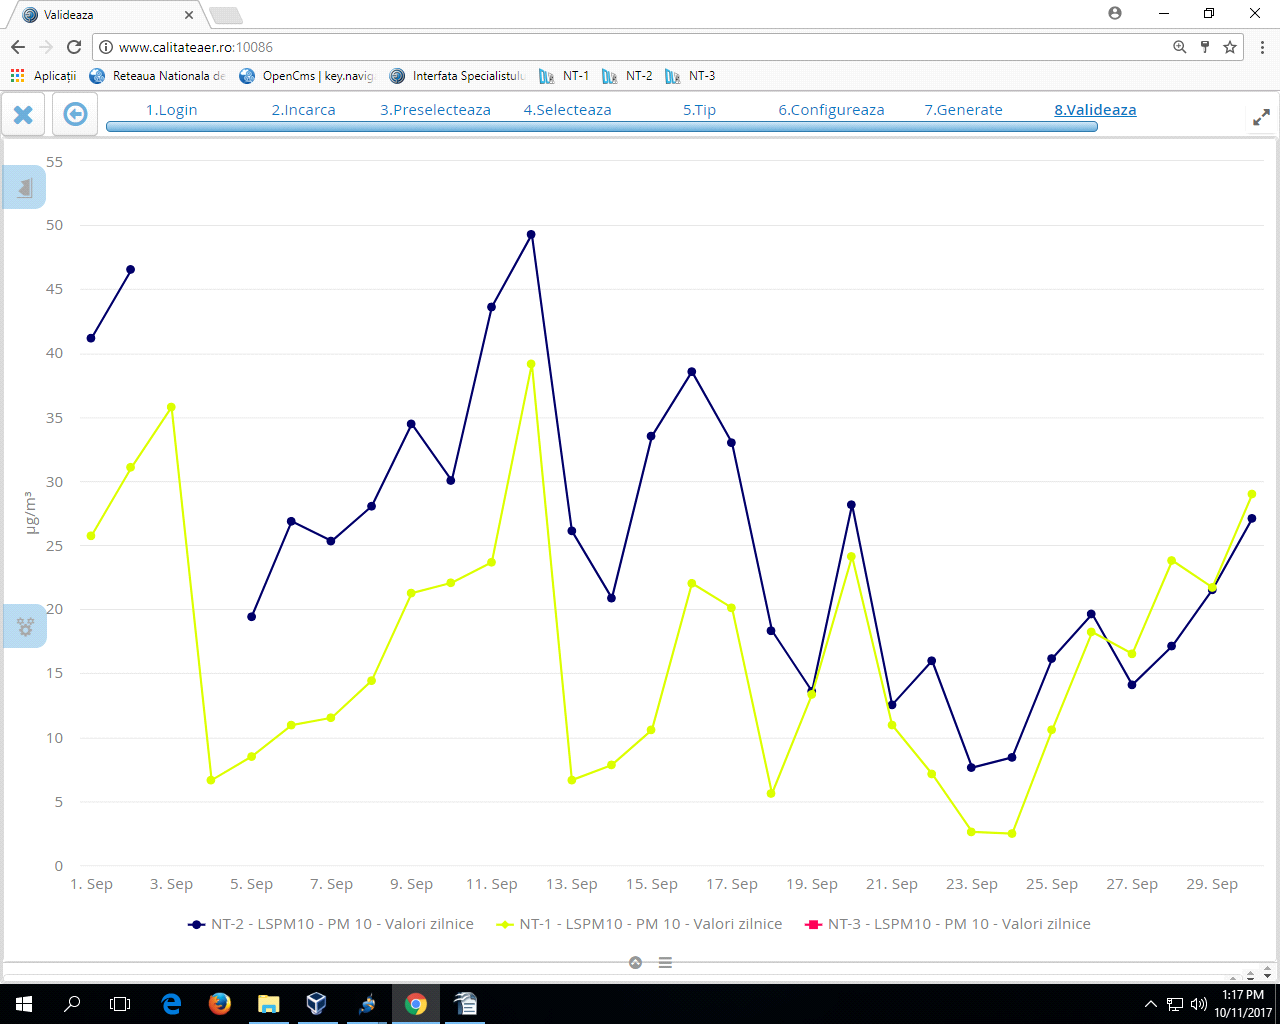 Valideaza
www.calitateaer.ro:10086
Aplicații Reteaua Nationala de OpenCms | key.navig Interfata Specialistulu NT-1 NT-2 NT-3
1.Login 2.Incarca 3.Preselecteaza 4.Selecteaza 5.Tip 6.Configureaza 7.Generate 8.Valideaza
55
50
45
40
35
30
25
20
15
10
5
0
µg/m³
1. Sep 3. Sep 5. Sep 7. Sep 9. Sep 11. Sep 13. Sep 15. Sep 17. Sep 19. Sep 21. Sep 23. Sep 25. Sep 27. Sep 29. Sep
NT-2 - LSPM10 - PM 10 - Valori zilnice NT-1 - LSPM10 - PM 10 - Valori zilnice NT-3 - LSPM10 - PM 10 - Valori zilnice
1:17 PM
10/11/2017